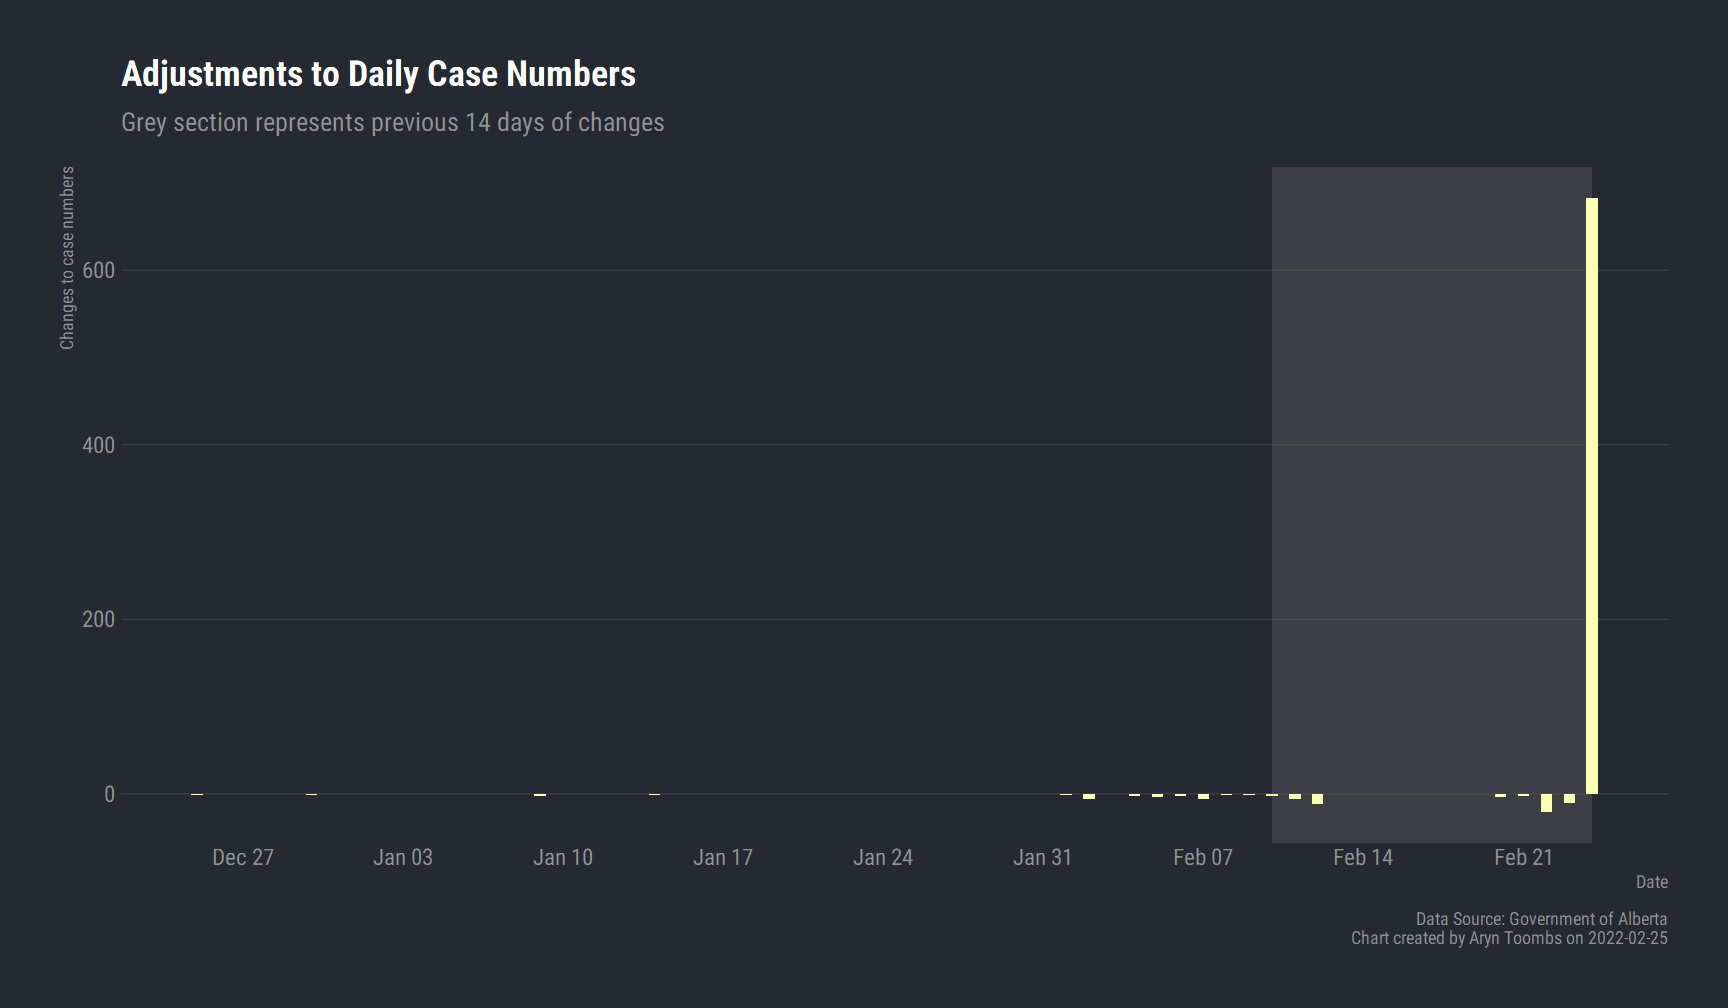 Adjustments to Daily Case Numbers
Grey section represents previous 14 days of changes
Changes to case numbers
600
400
200
0
Dec 27 Jan 03 Jan 10 Jan 17 Jan 24 Jan 31 Feb 07 Feb 14 Feb 21
Date
Data Source: Government of Alberta
Chart created by Aryn Toombs on 2022-02-25